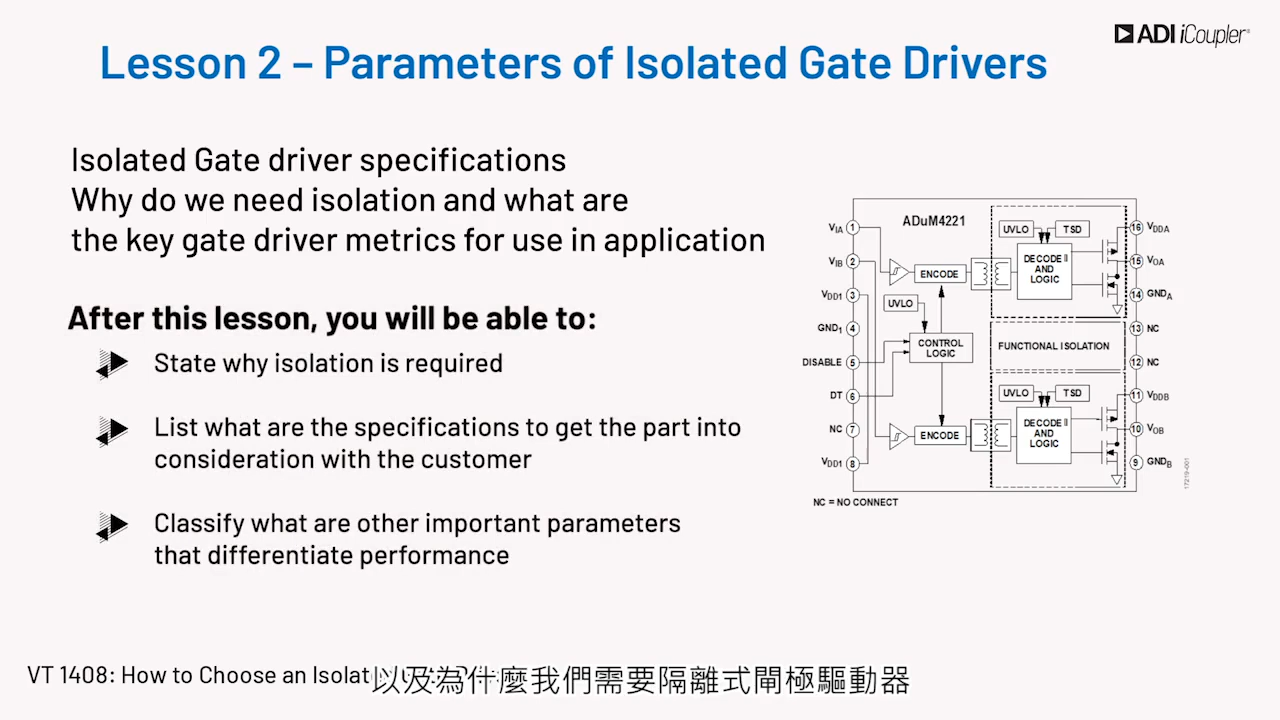 ADI iCoupler®
Lesson 2 – Parameters of Isolated Gate Drivers
Isolated Gate driver specifications
Why do we need isolation and what are
the key gate driver metrics for use in application
After this lesson, you will be able to:
State why isolation is required
List what are the specifications to get the part into
consideration with the customer
Classify what are other important parameters
that differentiate performance
ADuM4221
VIA 1
VIB 2
VDD1 3
GND1 4
DISABLE 5
DT 6
NC 7
VDD1 8
ENCODE
UVLO
CONTROL
LOGIC
ENCODE
UVLO
TSD
DECODE
AND
LOGIC
FUNCTIONAL ISOLATION
UVLO
TSD
DECODE
AND
LOGIC
16 VDDA
15 VOA
14 GNDA
13 NC
12 NC
11 VDDB
10 VOB
9 GNDB
17219-001
NC = NO CONNECT
VT 1408: How to Choose an Isolat
以及為什麼我們需要隔離式閘極驅動器